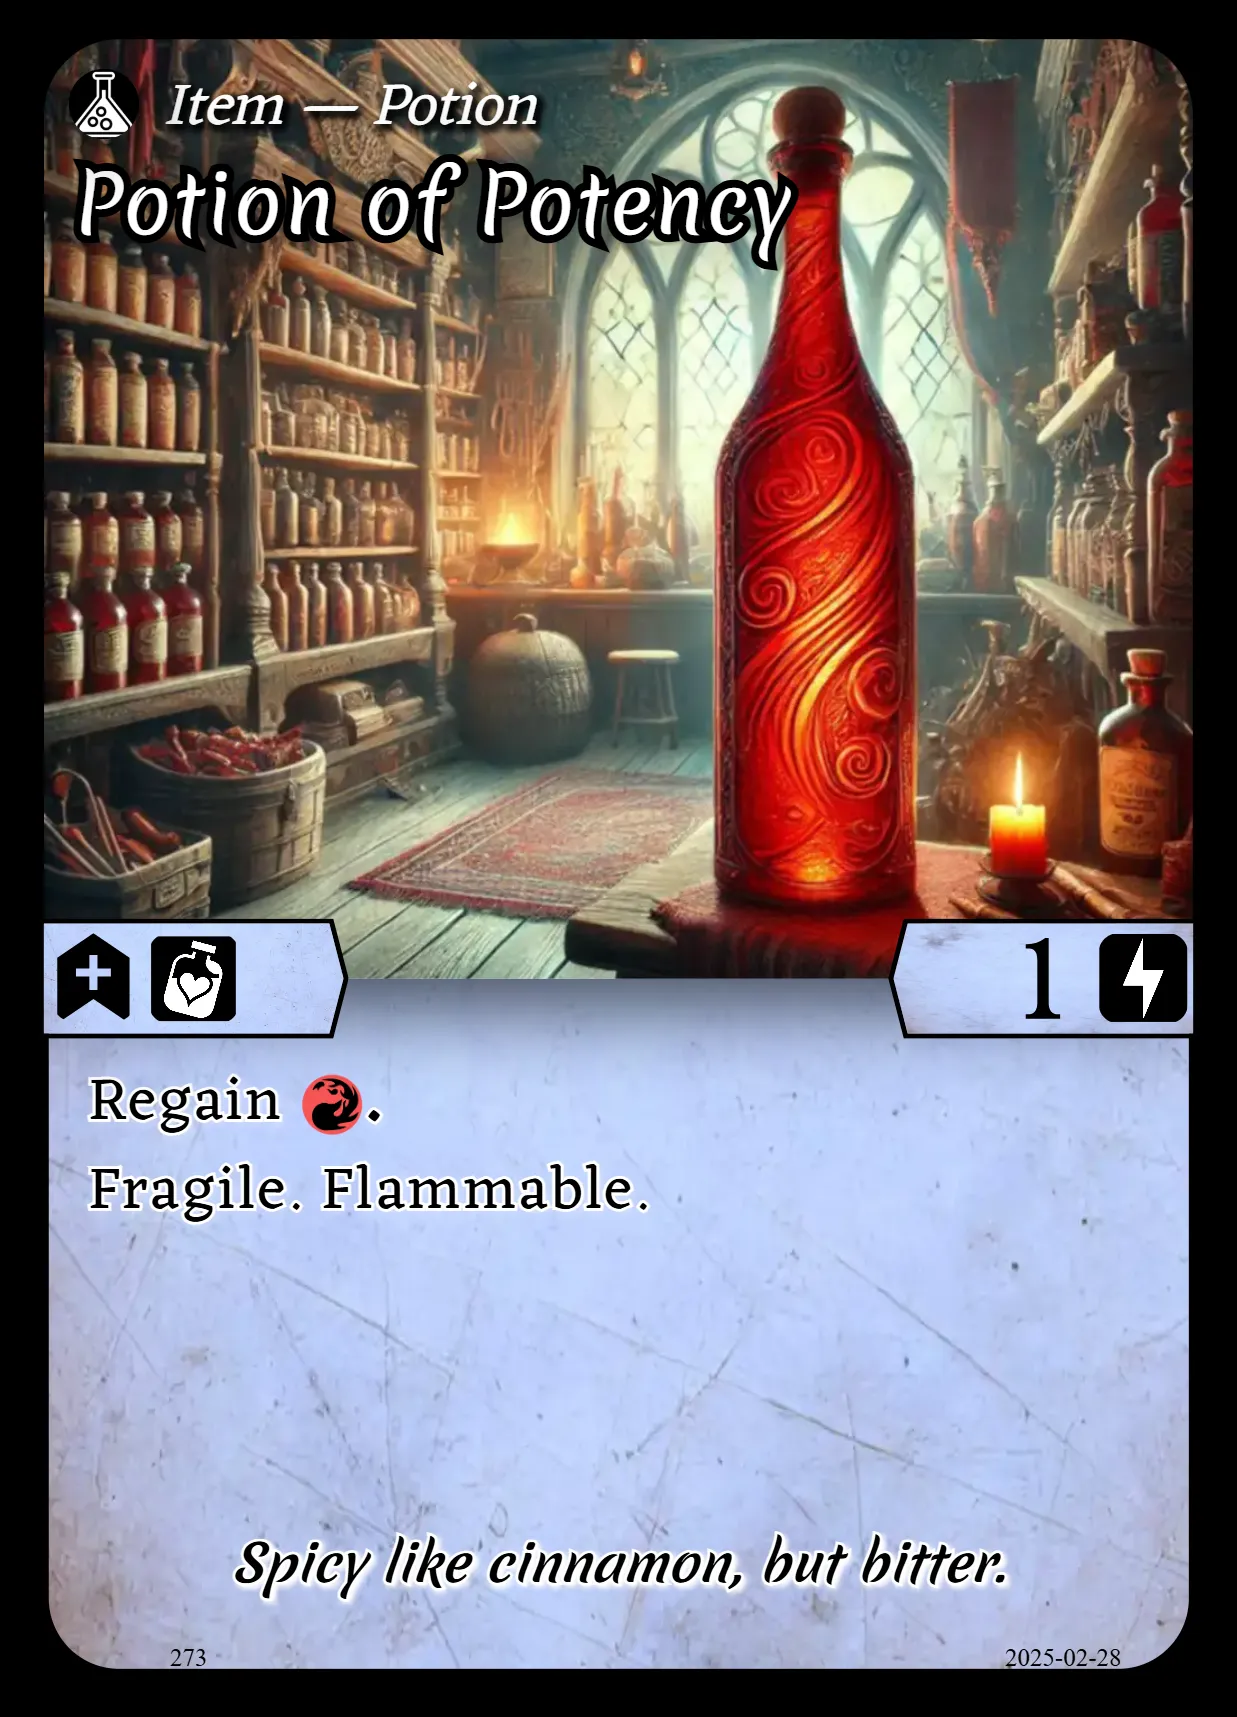 Item — Potion
Potion of Potency
1
Regain .
Fragile. Flammable.
Spicy like cinnamon, but bitter.
273
2025-02-28